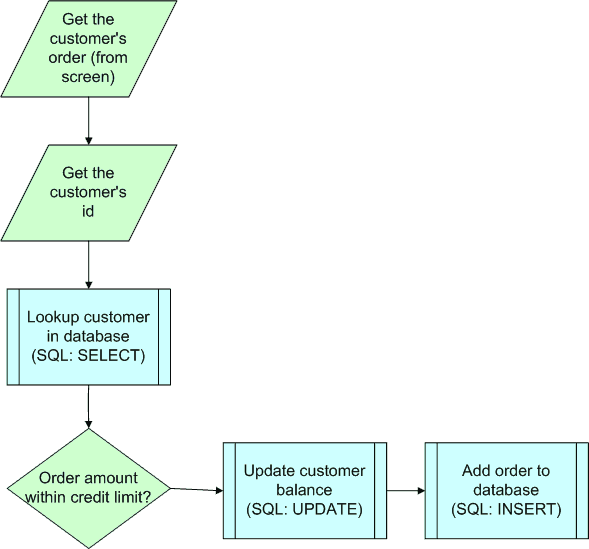 Get the
customer's
order (from
screen)
Get the
customer's
id
Lookup customer
in database
(SQL: SELECT)
Order amount
within credit limit?
Update customer
balance
(SQL: UPDATE)
Add order to
database
(SQL: INSERT)